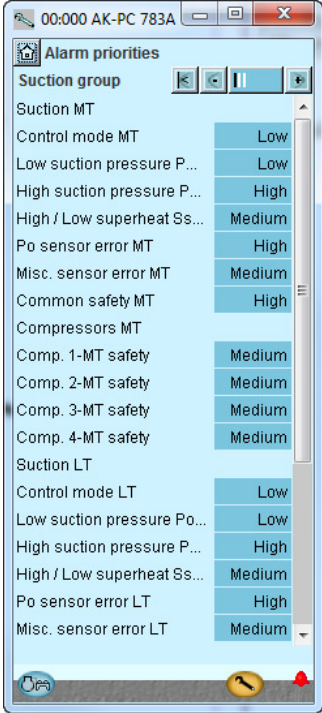 00:000 AK-PC 783A
Alarm priorities
Suction group
Suction MT
Control mode MT Low
Low suction pressure P... Low
High suction pressure P... High
High / Low superheat Ss... Medium
Po sensor error MT High
Misc. sensor error MT Medium
Common safety MT High
Compressors MT
Comp. 1-MT safety Medium
Comp. 2-MT safety Medium
Comp. 3-MT safety Medium
Comp. 4-MT safety Medium
Suction LT
Control mode LT Low
Low suction pressure Po... Low
High suction pressure P... High
High / Low superheat Ss... Medium
Po sensor error LT High
Misc. sensor error LT Medium